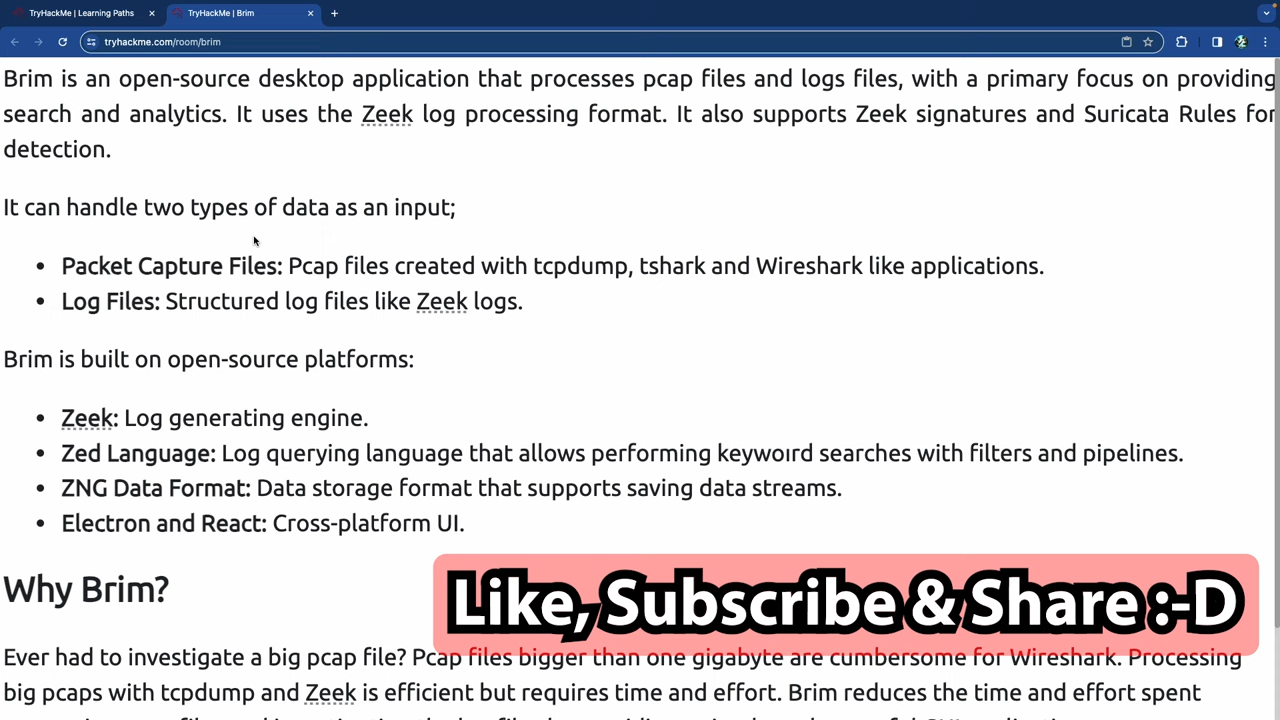 TryHackMe | Learning Paths
TryHackMe | Brim
tryhackme.com/room/brim
Brim is an open-source desktop application that processes pcap files and logs files, with a primary focus on providing
search and analytics. It uses the Zeek log processing format. It also supports Zeek signatures and Suricata Rules for
detection.
It can handle two types of data as an input;
• Packet Capture Files: Pcap files created with tcpdump, tshark and Wireshark like applications.
• Log Files: Structured log files like Zeek logs.
Brim is built on open-source platforms:
• Zeek: Log generating engine.
• Zed Language: Log querying language that allows performing keywoırd searches with filters and pipelines.
• ZNG Data Format: Data storage format that supports saving data streams.
• Electron and React: Cross-platform UI.
Why Brim?
Like, Subscribe & Share :-D
Ever had to investigate a big pcap file? Pcap files bigger than one gigabyte are cumbersome for Wireshark. Processing
big pcaps with tcpdump and Zeek is efficient but requires time and effort. Brim reduces the time and effort spent